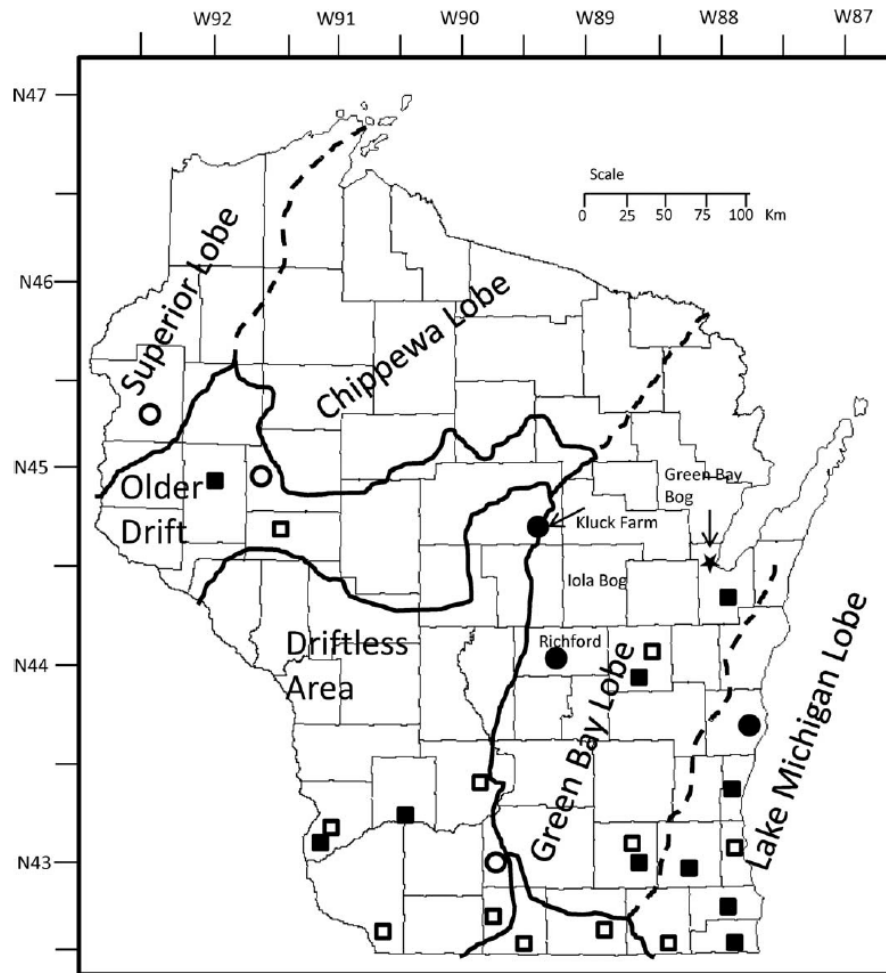 W92 W91 W90 W89 W88 W87
N47
Scale
0 25 50 75 100 Km
N46
Superior Lobe
Chippewa Lobe
N45
Older
Drift
Green Bay
Bog
Kluck Farm
Iola Bog
Driftless
Area
Richford
N44
Green Bay Lobe
Lake Michigan Lobe
N43